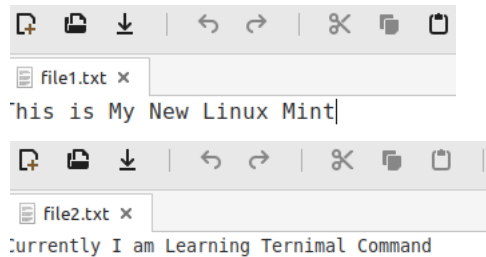 file1.txt
This is My New Linux Mint
file2.txt
Currently I am Learning Ternimal Command